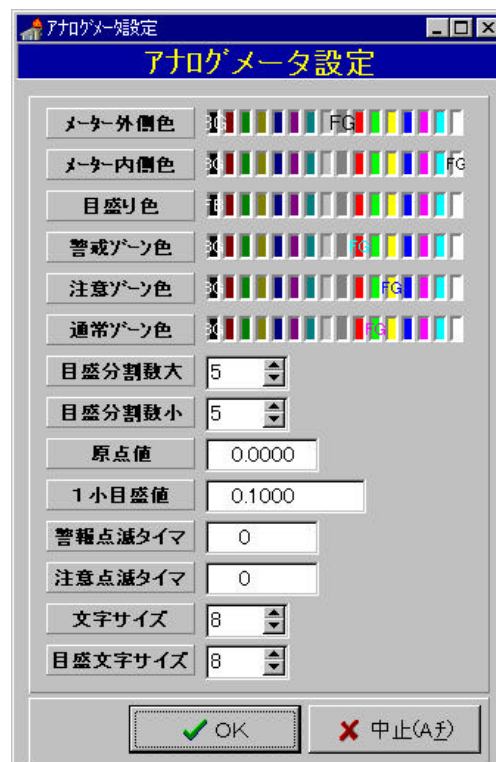 アナログメータ設定
アナログメータ設定
メーター外側色 BG FG
メーター内側色 BG FG
目盛り色
警戒ゾーン色 BG FG
注意ゾーン色 BG FG
通常ゾーン色 BG FG
目盛分割数大 5
目盛分割数小 5
原点値 0.0000
1小目盛値 0.1000
警報点滅タイマ 0
注意点滅タイマ 0
文字サイズ 8
目盛文字サイズ 8
OK 中止(Aチ)